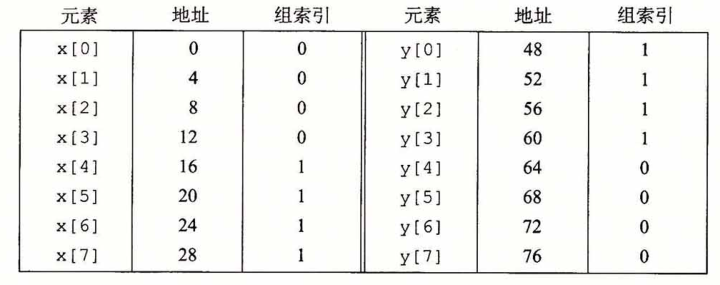 元素 地址 组索引 元素 地址 组索引
x[0] 0 0 y[0] 48 1
x[1] 4 0 y[1] 52 1
x[2] 8 0 y[2] 56 1
x[3] 12 0 y[3] 60 1
x[4] 16 1 y[4] 64 0
x[5] 20 1 y[5] 68 0
x[6] 24 1 y[6] 72 0
x[7] 28 1 y[7] 76 0